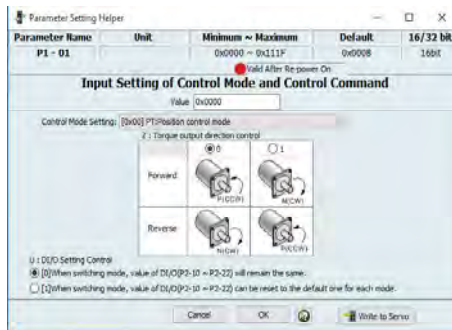 Parameter Setting Helper
Parameter Name Unit Minimum ~ Maximum Default 16/32 bit
P1 - 01 0x0000 ~ 0x111F 0x0008 16bit
Valid After Re-power On
Input Setting of Control Mode and Control Command
Value 0x0000
Control Mode Setting: [0x00] PT:Position control mode
Z : Torque output direction control
0 1
Forward P(CCW) N(CW)
Reverse N(CW) P(CCW)
U : DI/O Setting Control
[0]When switching mode, value of DI/O(P2-10 ~ P2-22) will remain the same.
[1]When switching mode, value of DI/O(P2-10 ~ P2-22) can be reset to the default one for each mode.
Cancel OK Write to Servo